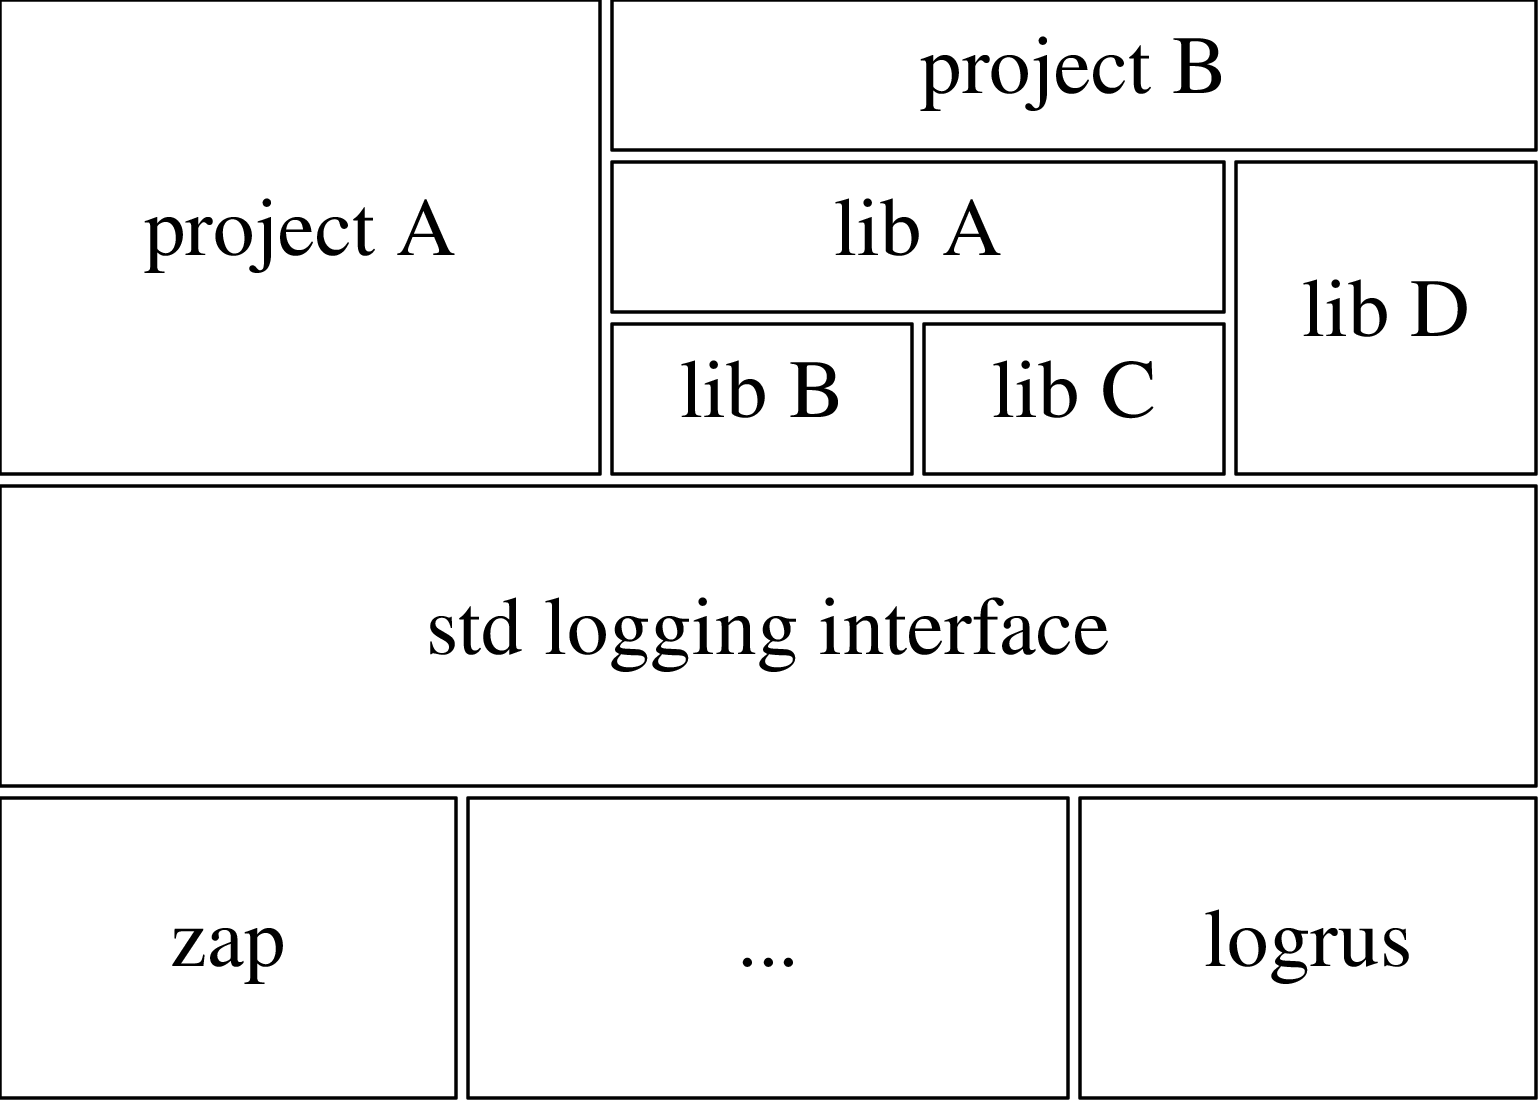 project A
project B
lib A
lib D
lib B
lib C
std logging interface
zap
...
logrus